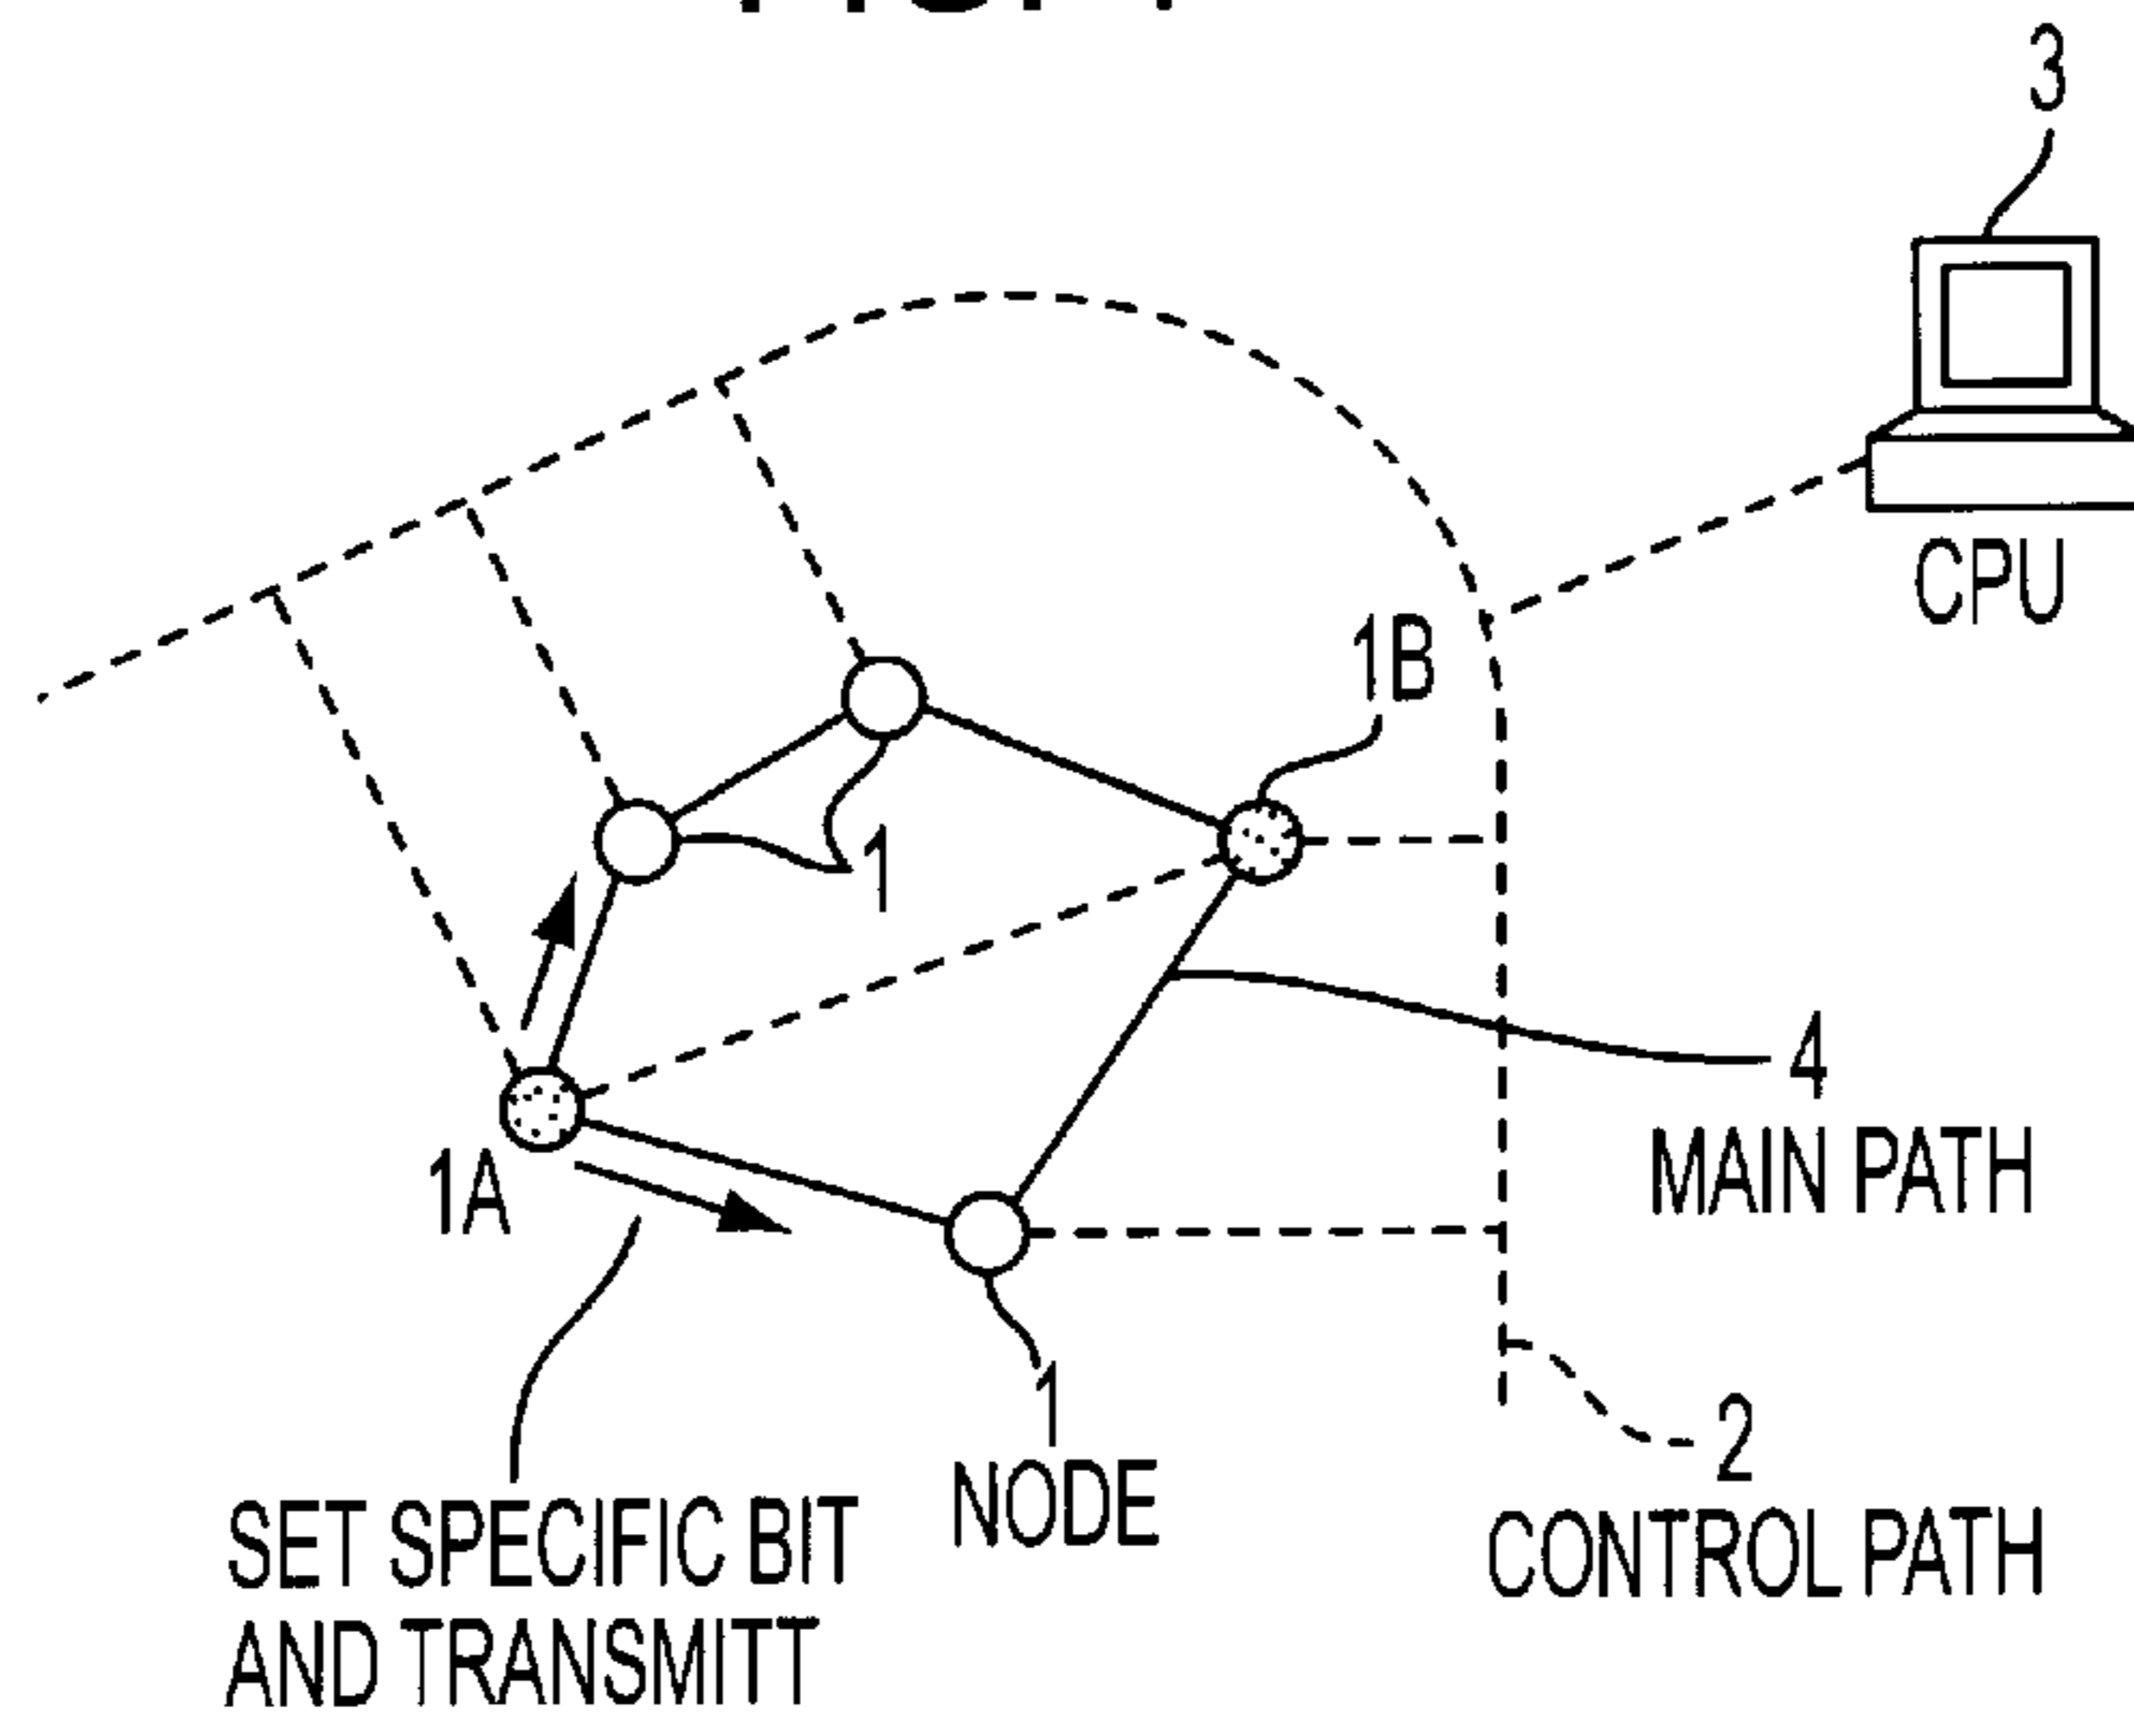 3
CPU
1B
1
4
MAIN PATH
1A
1
NODE
2
CONTROL PATH
SET SPECIFIC BIT
AND TRANSMITT